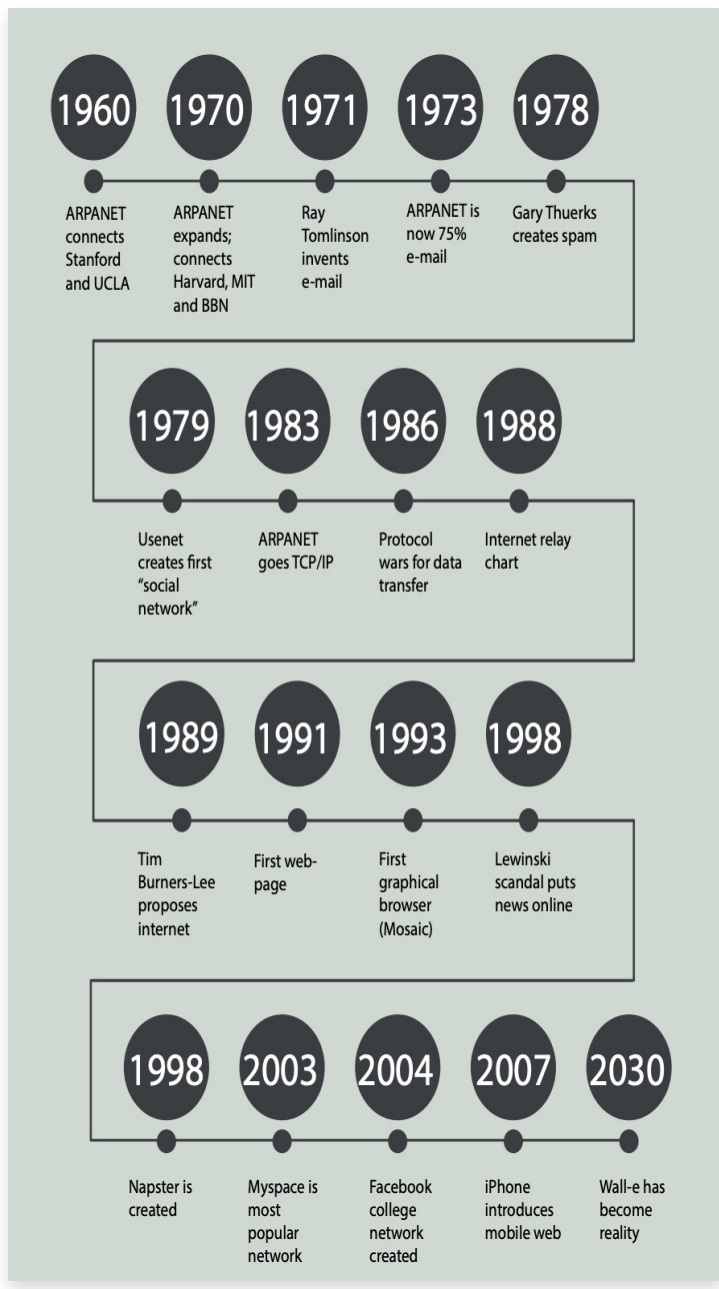 1960
1970
1971
1973
1978
ARPANET
connects
Stanford
and UCLA
ARPANET
expands;
connects
Harvard, MIT
and BBN
Ray
Tomlinson
invents
e-mail
ARPANET is
now 75%
e-mail
Gary Thuerks
creates spam
1979
1983
1986
1988
Usenet
creates first
“social
network”
ARPANET
goes TCP/IP
Protocol
wars for data
transfer
Internet relay
chart
1989
1991
1993
1998
Tim
Burners-Lee
proposes
internet
First web-
page
First
graphical
browser
(Mosaic)
Lewinski
scandal puts
news online
1998
2003
2004
2007
2030
Napster is
created
Myspace is
most
popular
network
Facebook
college
network
created
iPhone
introduces
mobile web
Wall-e has
become
reality